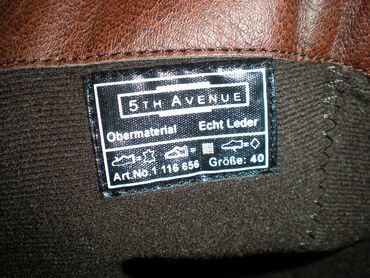 5TH AVENUE
Obermaterial Echt Leder
Art.No.1 116 656 Größe: 40